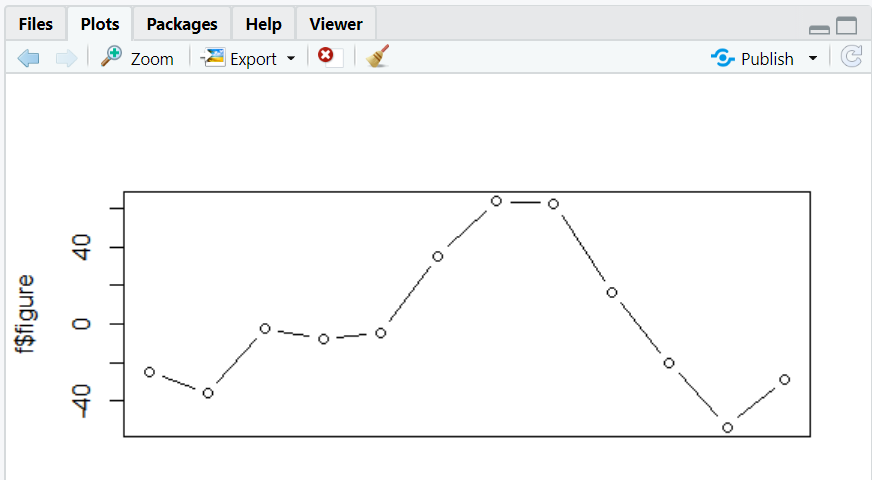 Files Plots Packages Help Viewer
Zoom Export Publish
f$figure
40
0
-40